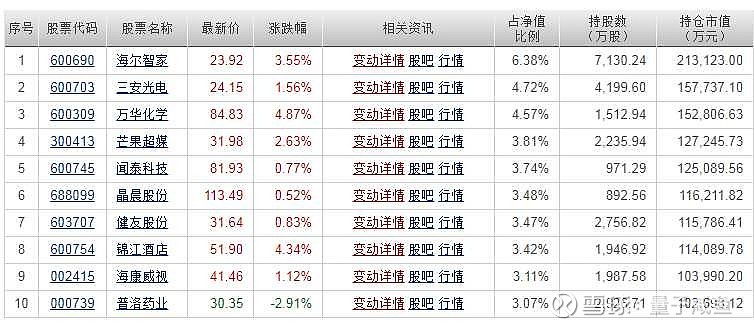 序号 股票代码 股票名称 最新价 涨跌幅 相关资讯 占净值比例 持股数（万股） 持仓市值（万元）
1 600690 海尔智家 23.92 3.55% 变动详情 股吧 行情 6.38% 7,130.24 213,123.00
2 600703 三安光电 24.15 1.56% 变动详情 股吧 行情 4.72% 4,199.60 157,737.10
3 600309 万华化学 84.83 4.87% 变动详情 股吧 行情 4.57% 1,512.94 152,806.63
4 300413 芒果超媒 31.98 2.63% 变动详情 股吧 行情 3.81% 2,235.94 127,245.73
5 600745 闻泰科技 81.93 0.77% 变动详情 股吧 行情 3.74% 971.29 125,089.56
6 688099 晶晨股份 113.49 0.52% 变动详情 股吧 行情 3.48% 892.56 116,211.82
7 603707 健友股份 31.64 0.83% 变动详情 股吧 行情 3.47% 2,756.82 115,786.41
8 600754 锦江酒店 51.90 4.34% 变动详情 股吧 行情 3.42% 1,946.92 114,089.78
9 002415 海康威视 41.46 1.12% 变动详情 股吧 行情 3.11% 1,987.58 103,990.20
10 000739 普洛药业 30.35 -2.91% 变动详情 股吧 行情 3.07%
雪球：量子咸鱼